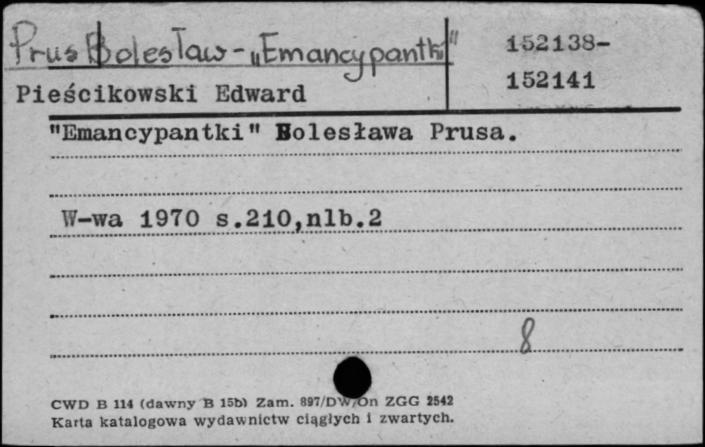 Prus Bolesław - „Emancypantki"
152138-
152141
Pieścikowski Edward
"Emancypantki" Bolesława Prusa.
W-wa 1970 s.210,nlb.2
8
CWD B 114 (dawny B 15b) Zam. 897/DW/On ZGG 2542
Karta katalogowa wydawnictw ciągłych i zwartych.